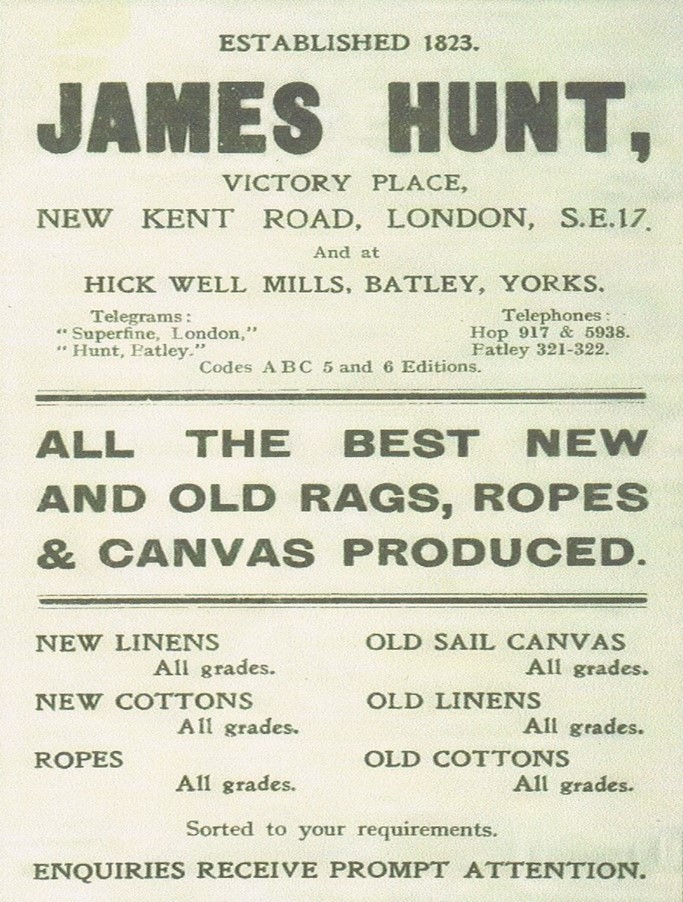 ESTABLISHED 1823.
JAMES HUNT,
VICTORY PLACE,
NEW KENT ROAD, LONDON, S.E.17.
And at
HICK WELL MILLS, BATLEY, YORKS.
Telegrams: Telephones:
"Superfine, London," Hop 917 & 5938.
"Hunt, Batley." Batley 321-322.
Codes A B C 5 and 6 Editions.
ALL THE BEST NEW
AND OLD RAGS, ROPES
& CANVAS PRODUCED.
NEW LINENS OLD SAIL CANVAS
All grades. All grades.
NEW COTTONS OLD LINENS
All grades. All grades.
ROPES OLD COTTONS
All grades. All grades.
Sorted to your requirements.
ENQUIRIES RECEIVE PROMPT ATTENTION.